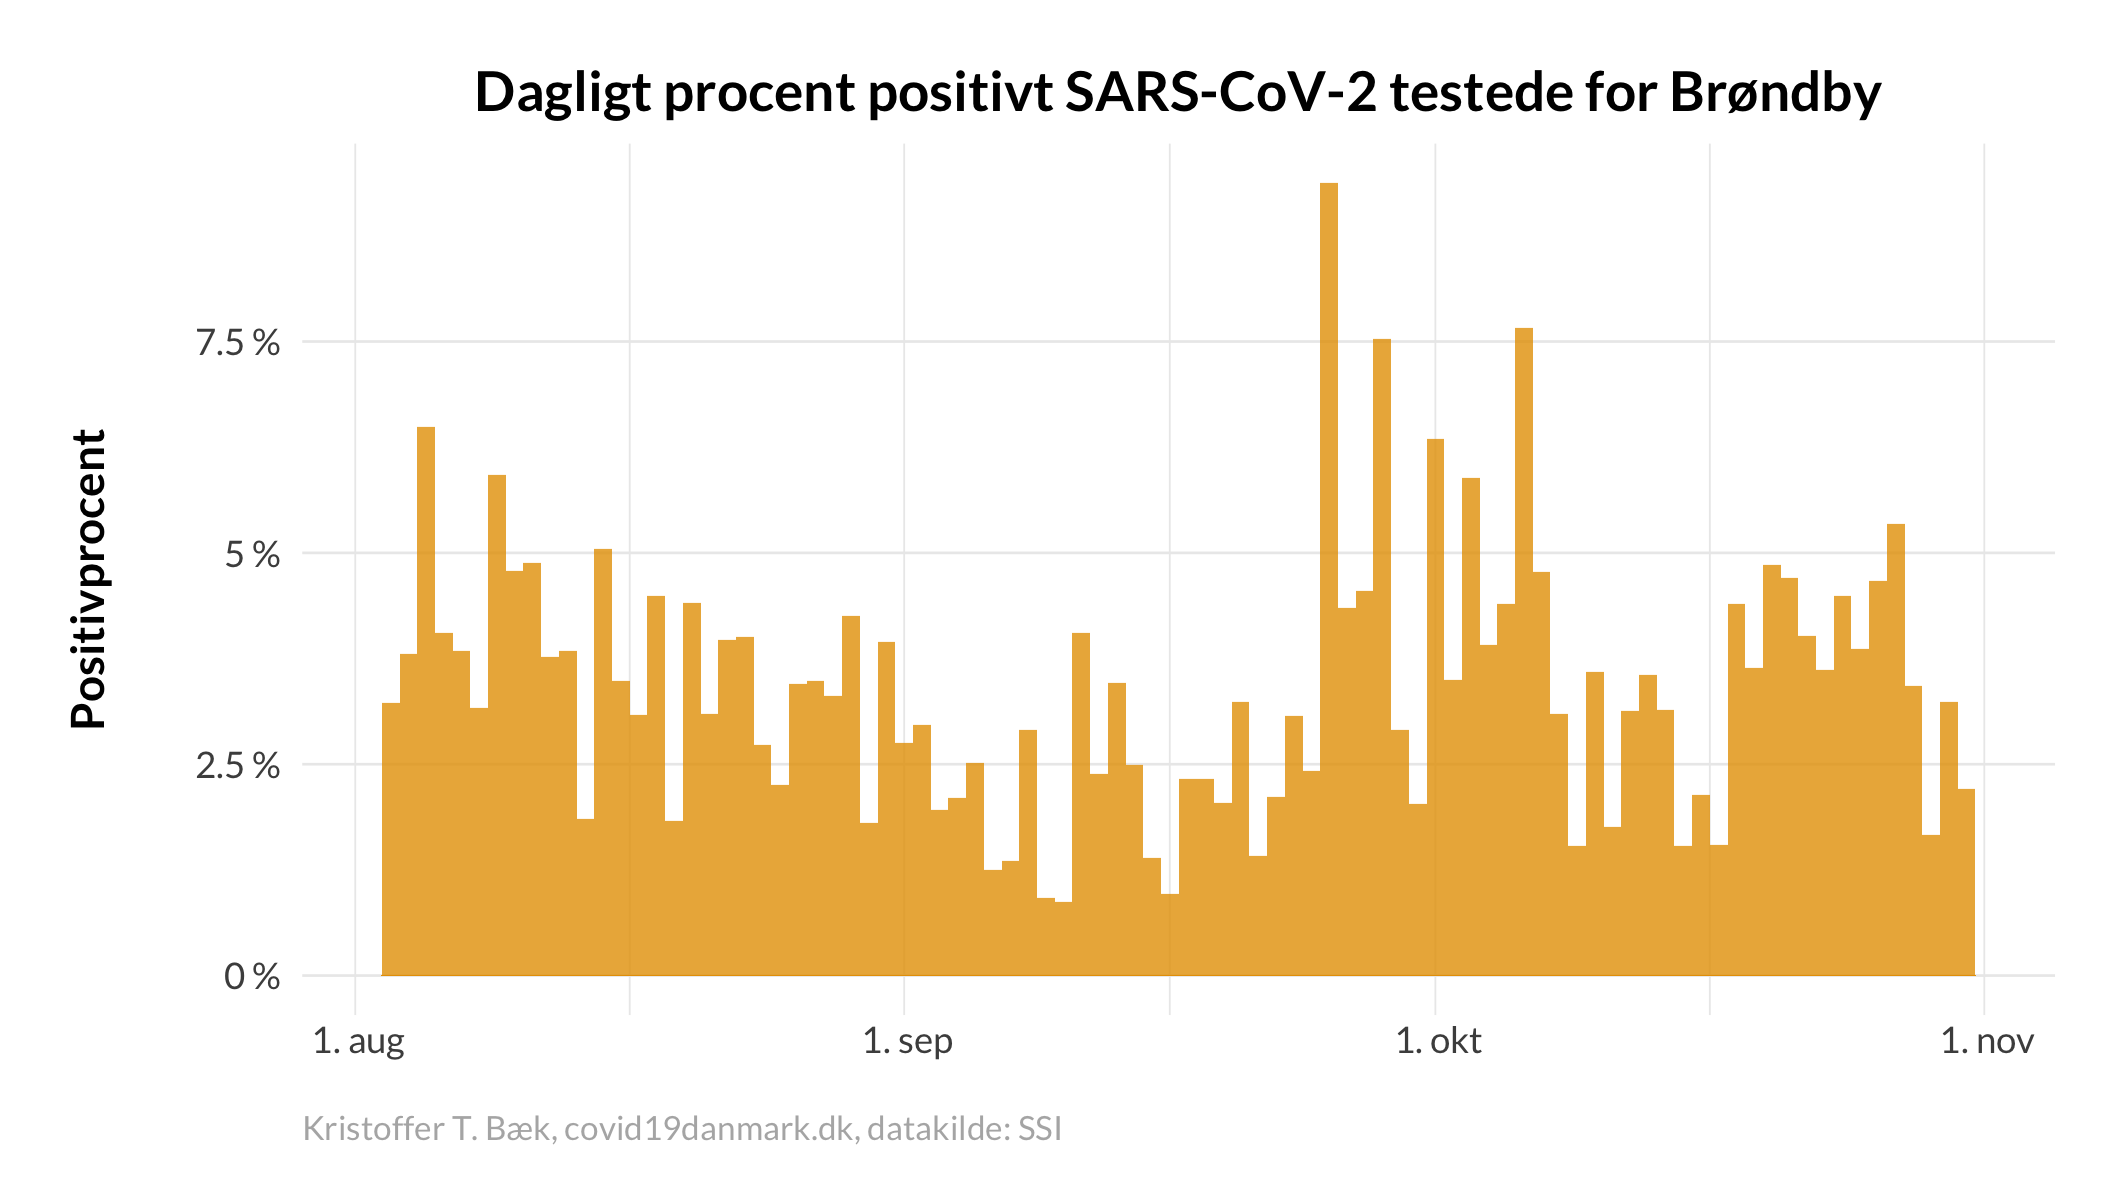 Dagligt procent positivt SARS-CoV-2 testede for Brøndby
Positivprocent
7.5 %
5 %
2.5 %
0 %
1. aug
1. sep
1. okt
1. nov
Kristoffer T. Bæk, covid19danmark.dk, datakilde: SSI